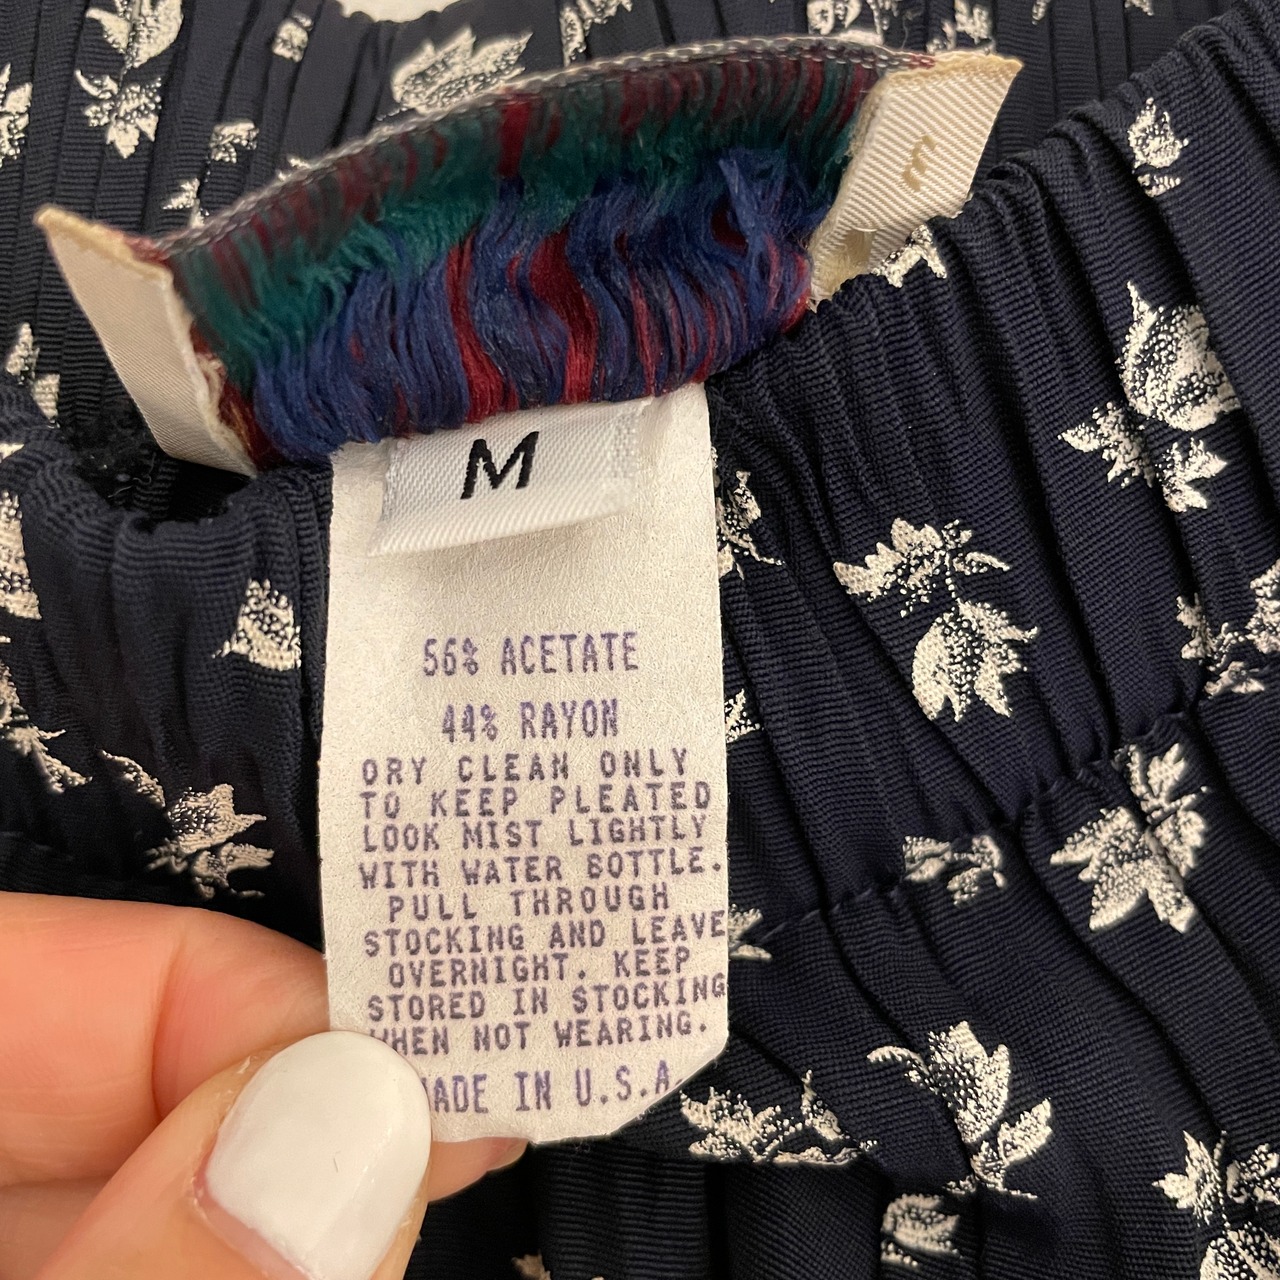 M
56% ACETATE
44% RAYON
DRY CLEAN ONLY
TO KEEP PLEATED
LOOK MIST LIGHTLY
WITH WATER BOTTLE.
PULL THROUGH
STOCKING AND LEAVE
OVERNIGHT. KEEP
STORED IN STOCKING
WHEN NOT WEARING.
MADE IN U.S.A.